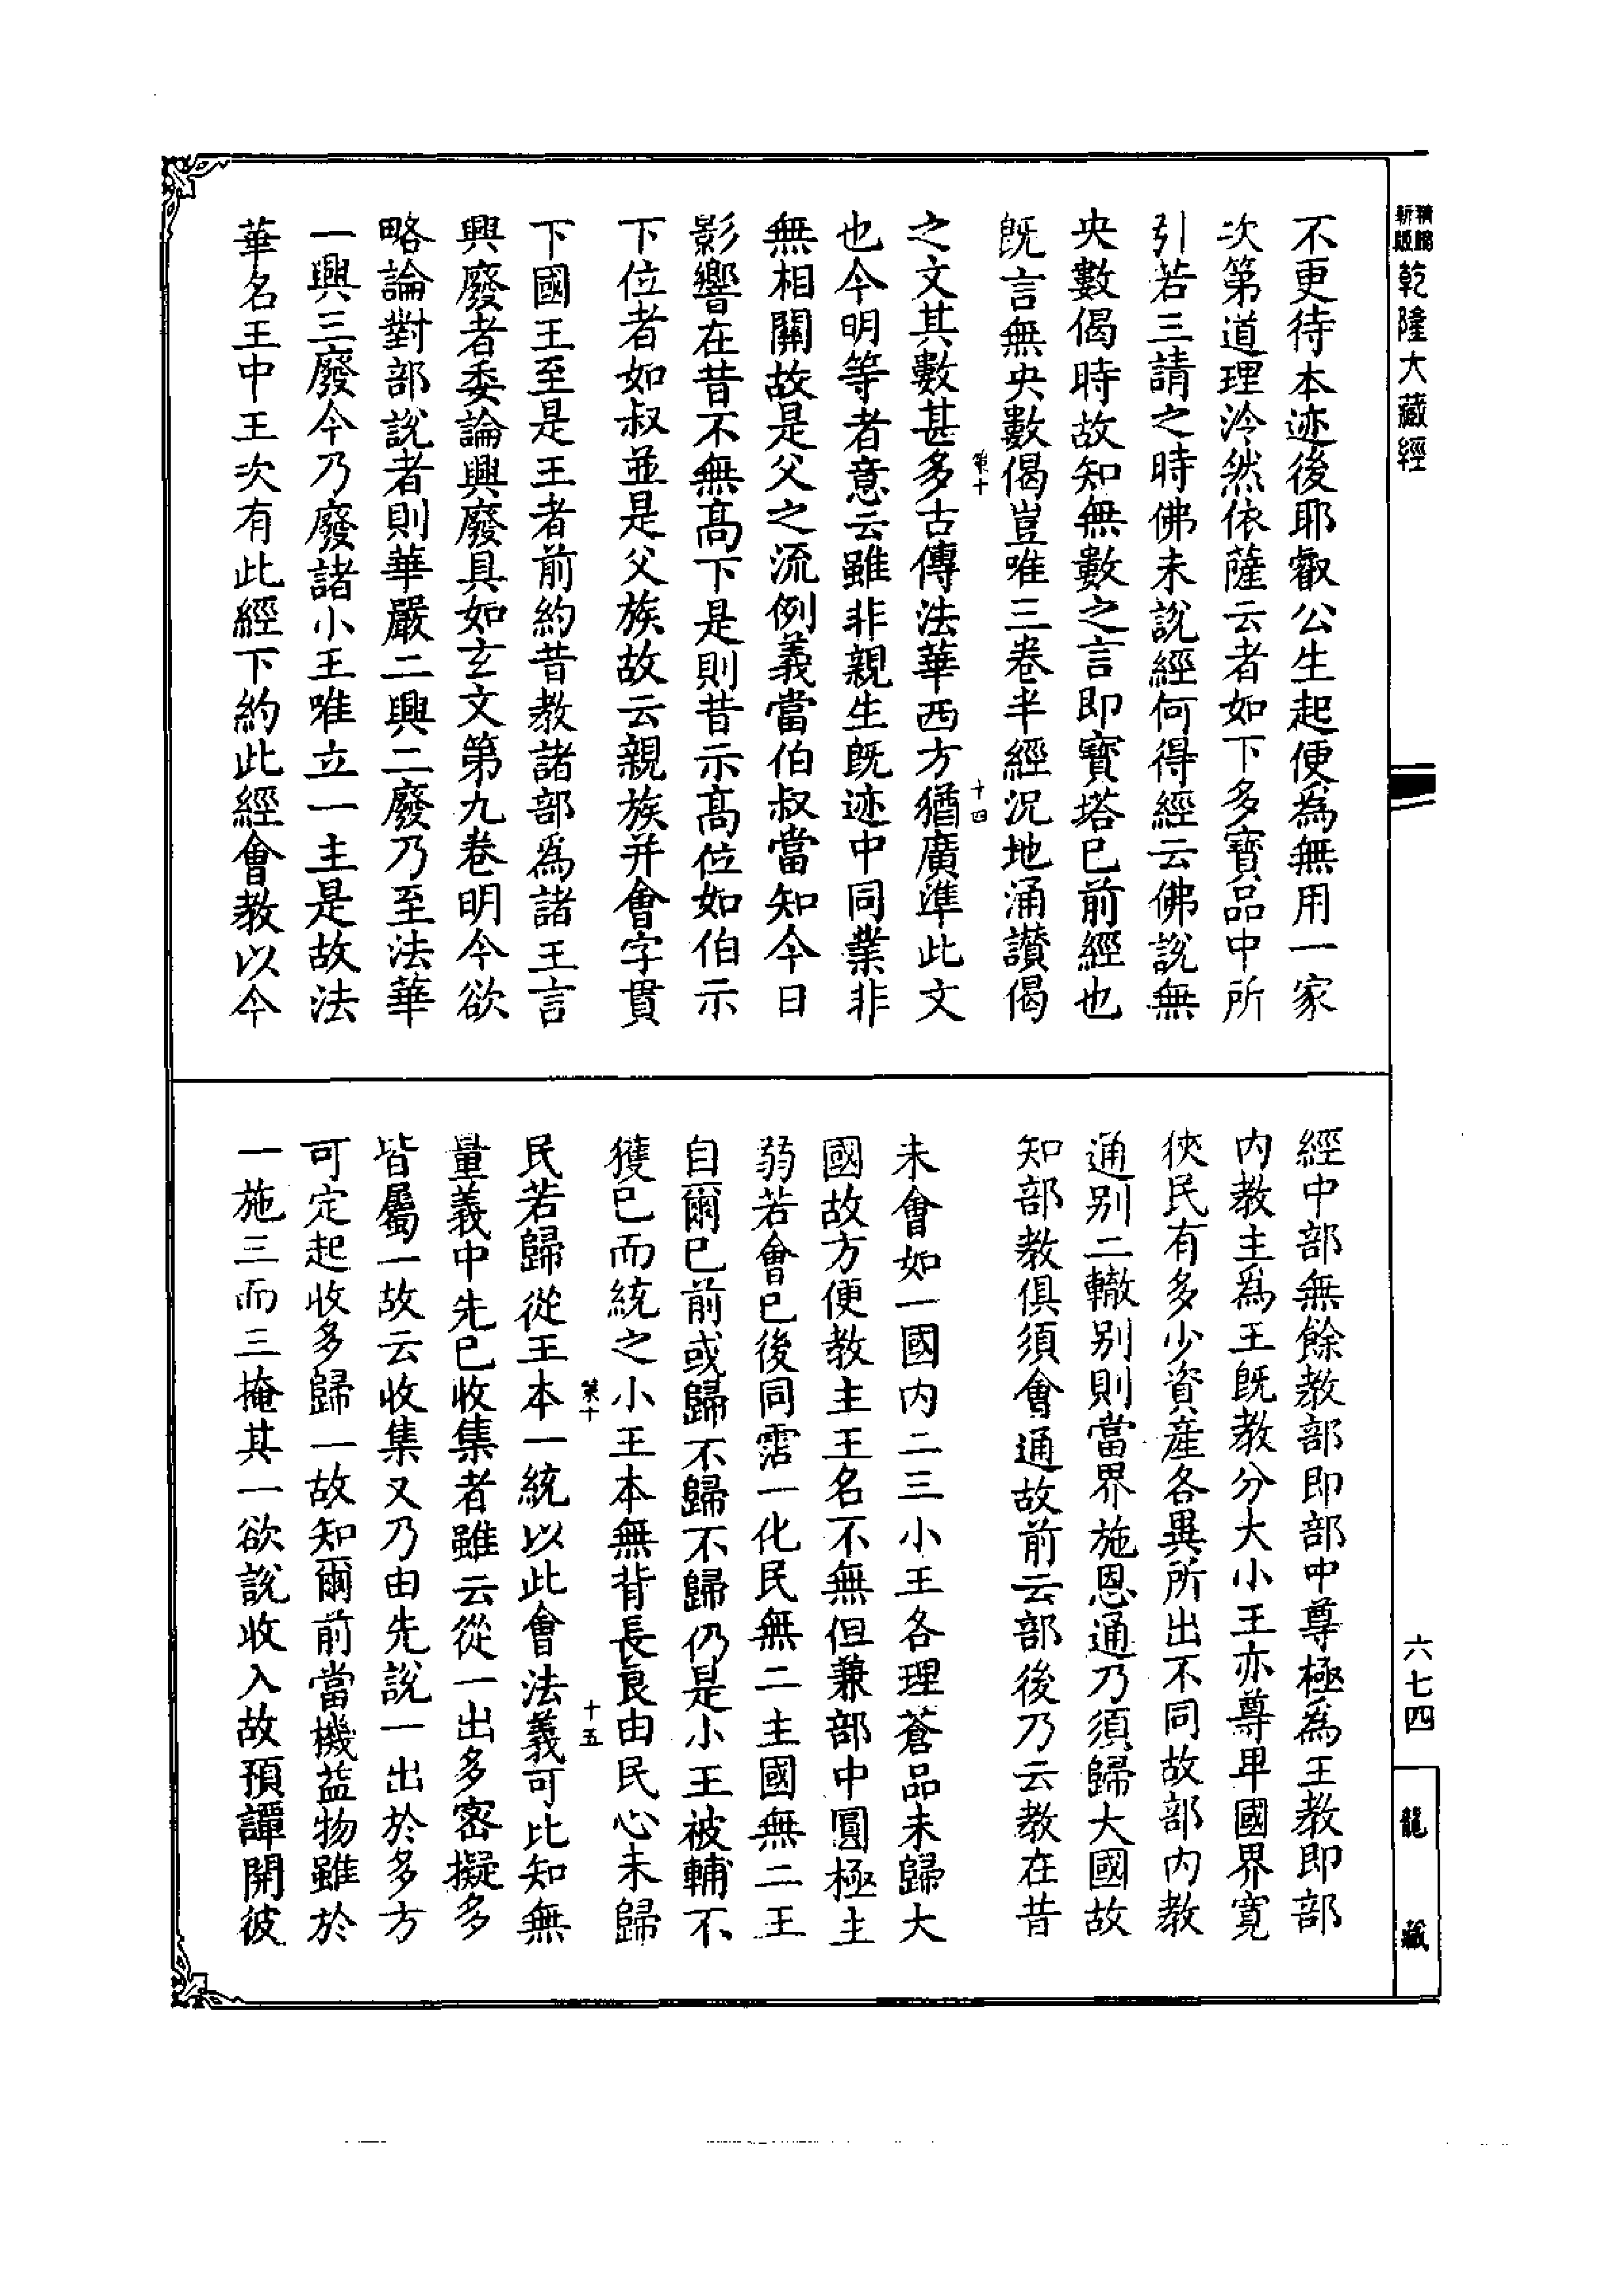 精緻
新版
乾隆大藏經
六七四
龍藏
不更待本迹後耶叡公生起便為無用一家
次第道理泠然依薩云者如下多寶品中所
引若三請之時佛未說經何得經云佛說無
央數偈時故知無數之言即寶塔已前經也
既言無央數偈豈唯三卷半經況地涌讚偈
第十
十四
之文其數甚多古傳法華西方猶廣準此文
也今明等者意云雖非親生既迹中同業非
無相關故是父之流例義當伯叔當知今日
影響在昔不無高下是則昔示高位如伯示
下位者如叔並是父族故云親族并會字貫
下國王至是王者前約昔教諸部為諸王言
興廢者委論興廢具如玄文第九卷明今欲
略論對部說者則華嚴二興二廢乃至法華
一興三廢今乃廢諸小王唯立一主是故法
華名王中王次有此經下約此經會教以今
經中部無餘教部即部中尊極為王教即部
內教主為王既教分大小王亦尊卑國界寬
狹民有多少資產各異所出不同故部內教
通別二轍別則當界施恩通乃須歸大國故
知部教俱須會通故前云部後乃云教在昔
未會如一國內二三小王各理蒼品未歸大
國故方便教主王名不無但兼部中圓極主
弱若會已後同霑一化民無二主國無二王
自爾已前或歸不歸不歸仍是小王被輔不
獲已而統之小王本無背長良由民心未歸
第十
十五
民若歸從王本一統以此會法義可比知無
量義中先已收集者雖云從一出多密擬多
皆屬一故云收集又乃由先說一出於多方
可定起收多歸一故知爾前當機益物雖於
一施三而三掩其一欲說收入故預譚開彼